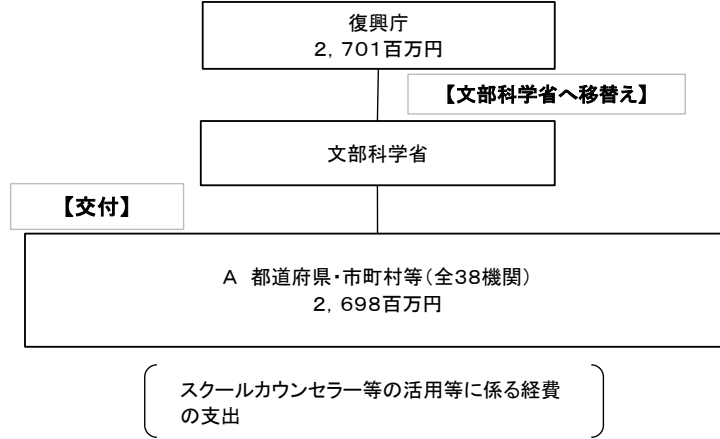 復興庁
2，701百万円
【文部科学省へ移替え】
文部科学省
【交付】
A　都道府県・市町村等（全38機関）
2，698百万円
スクールカウンセラー等の活用等に係る経費
の支出